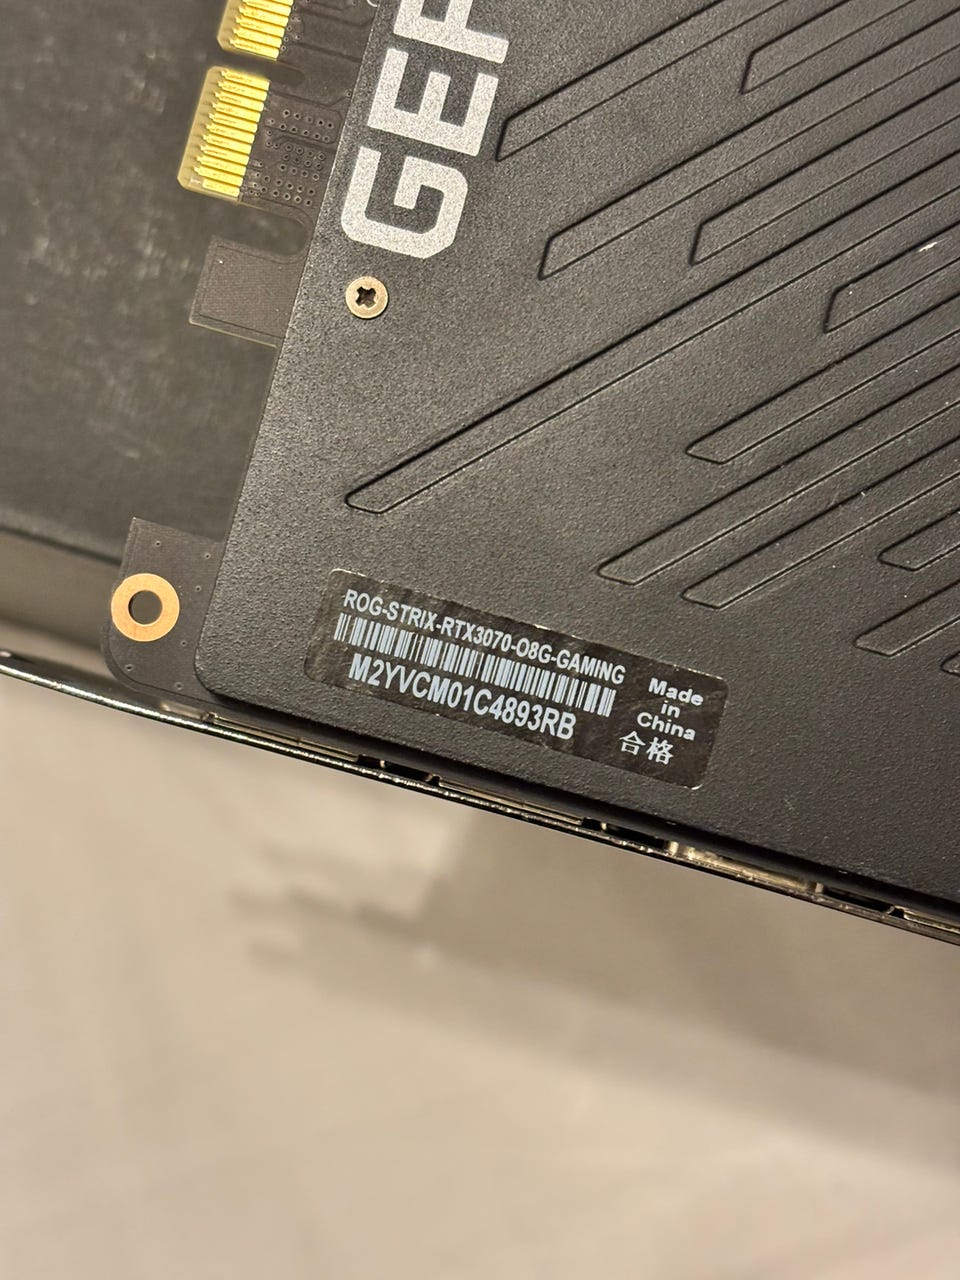 GEF
ROG-STRIX-RTX3070-O8G-GAMING
M2YVCM01C4893RB
Made
in
China
合格